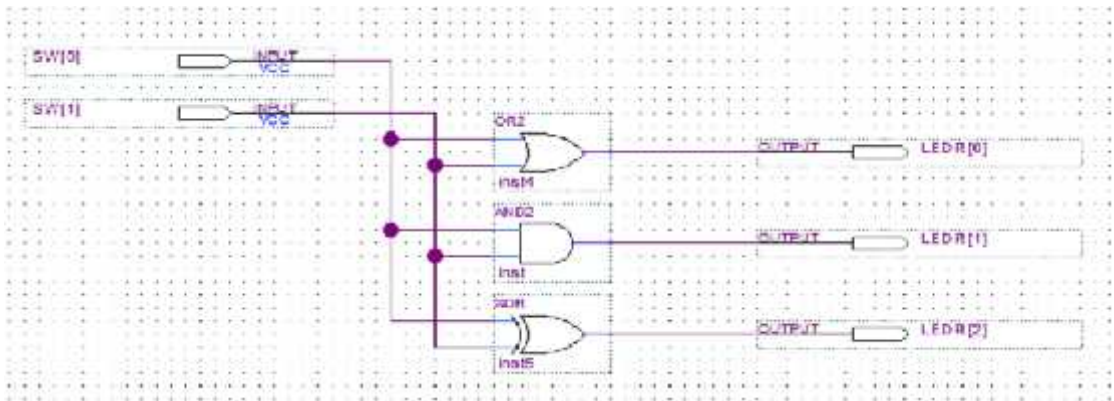 SW[0]
INPUT
VCC
SW[1]
INPUT
VCC
OR2
inst4
OUTPUT
LEDR[0]
AND2
inst
OUTPUT
LEDR[1]
XOR
inst5
OUTPUT
LEDR[2]